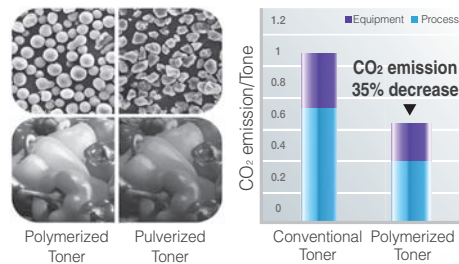 Polymerized
Toner
Pulverized
Toner
CO2 emission/Tone
1.2
1
0.8
0.6
0.4
0.2
0
Equipment Process
CO2 emission
35% decrease
Conventional
Toner
Polymerized
Toner